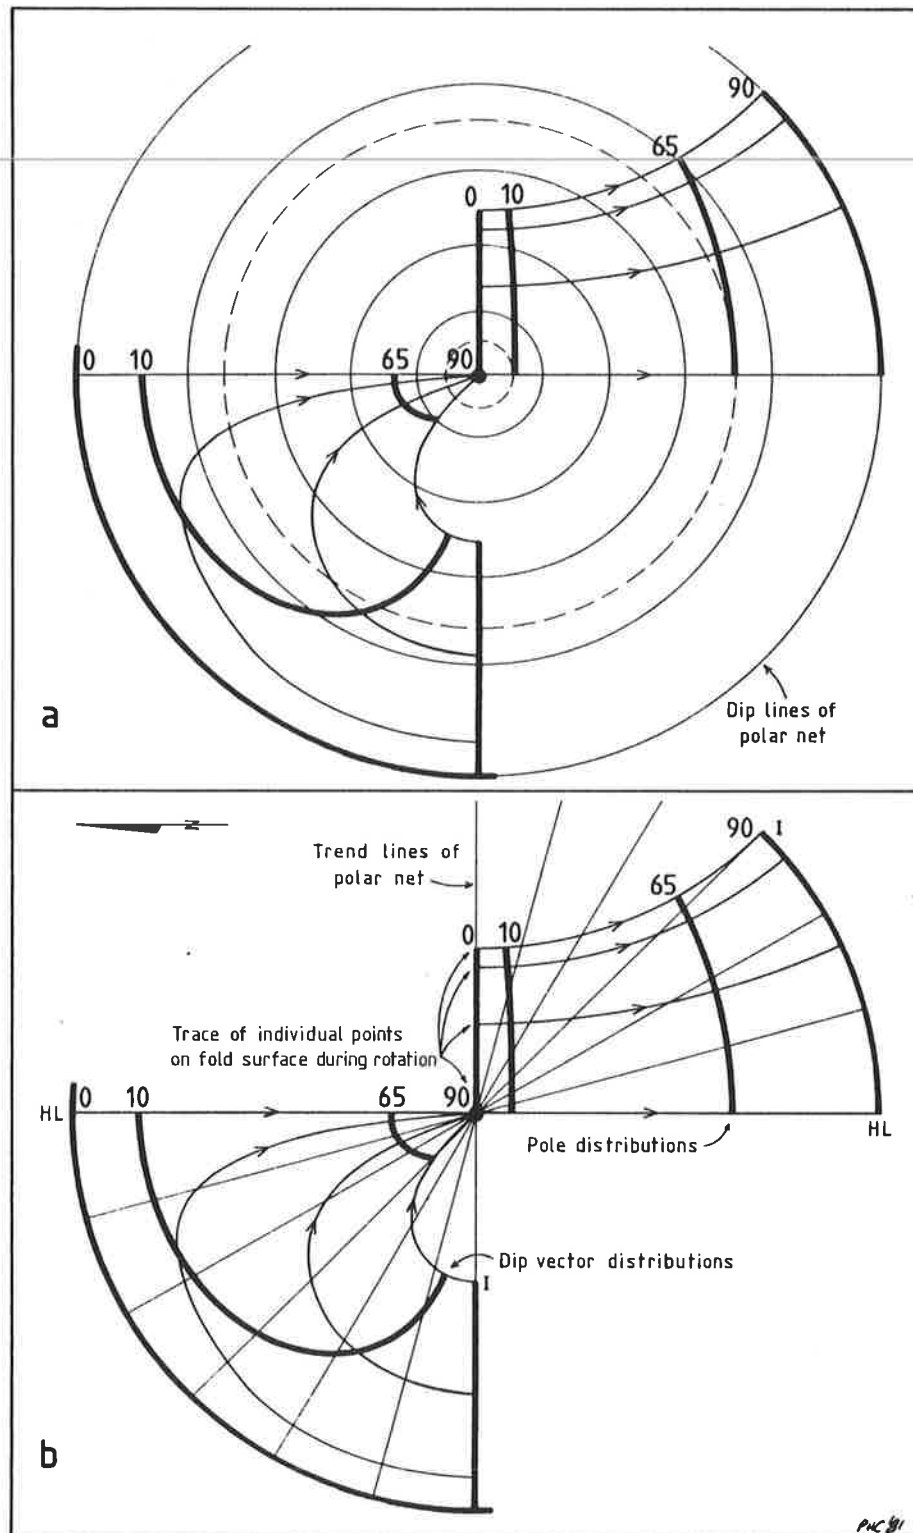 90
65
0 10
0 10 65 90
Dip lines of
polar net
a
N
Trend lines of
polar net
90 I
65
0 10
Trace of individual points
on fold surface during rotation
HL 0 10 65 90
HL
Pole distributions
Dip vector distributions
I
b